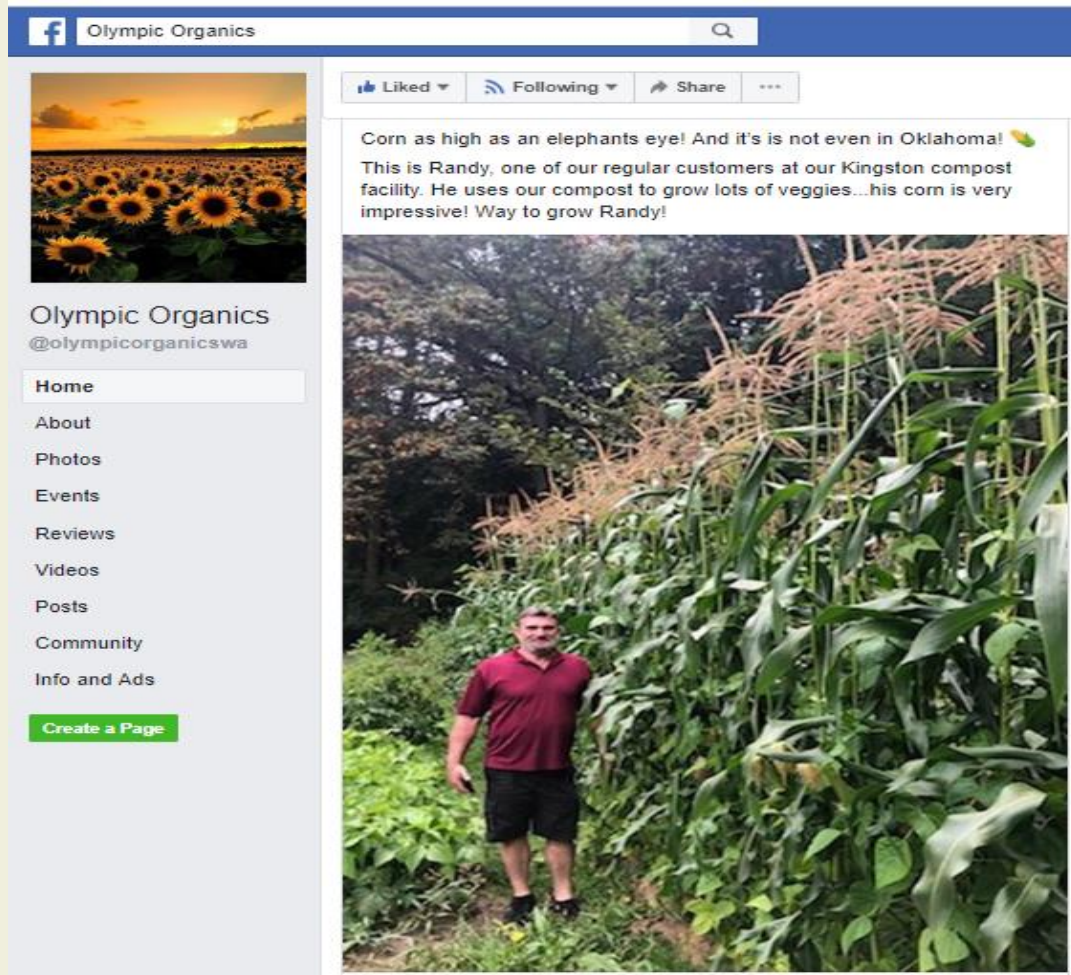 Olympic Organics
Liked
Following
Share
Corn as high as an elephants eye! And it's is not even in Oklahoma! 🌽
This is Randy, one of our regular customers at our Kingston compost
facility. He uses our compost to grow lots of veggies...his corn is very
impressive! Way to grow Randy!
Olympic Organics
@olympicorganicswa
Home
About
Photos
Events
Reviews
Videos
Posts
Community
Info and Ads
Create a Page